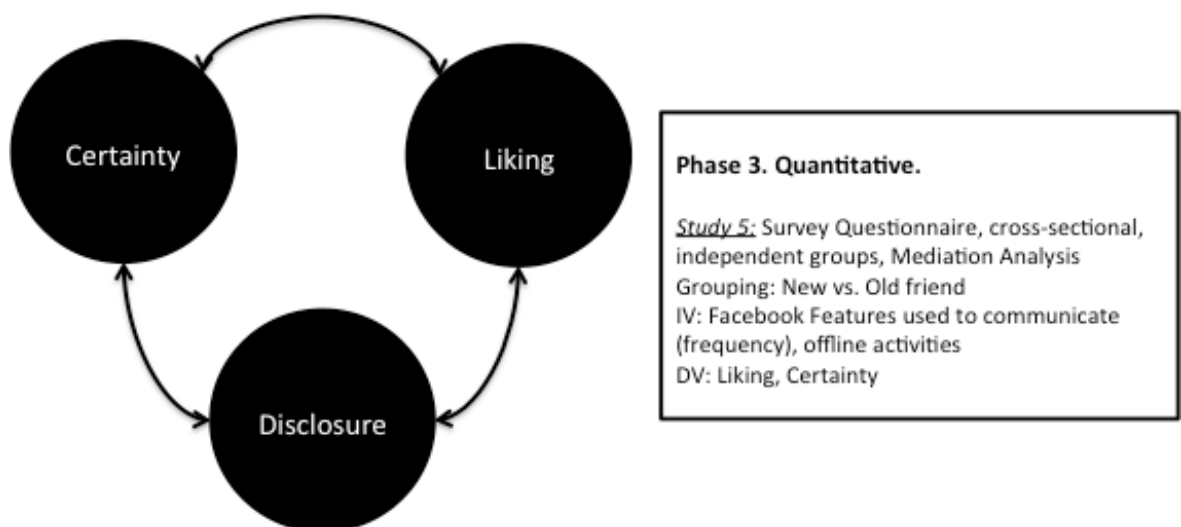 Certainty
Liking
Disclosure
Phase 3. Quantitative.
Study 5: Survey Questionnaire, cross-sectional,
independent groups, Mediation Analysis
Grouping: New vs. Old friend
IV: Facebook Features used to communicate
(frequency), offline activities
DV: Liking, Certainty